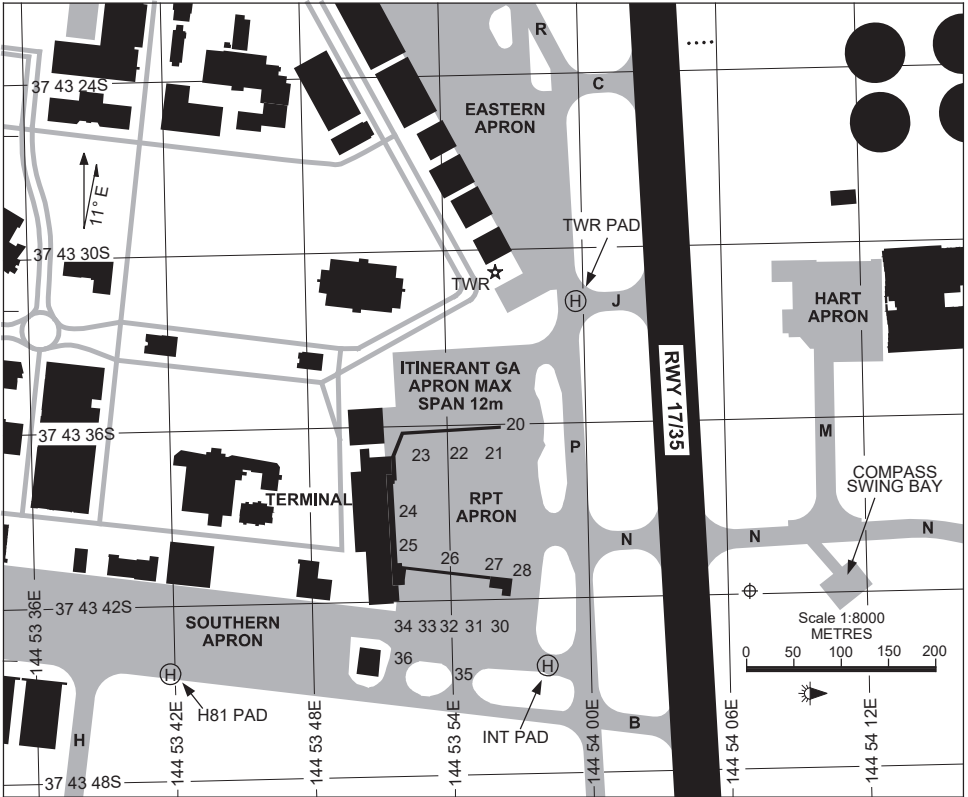 R
C
37 43 24S
EASTERN
APRON
11° E
TWR PAD
37 43 30S
TWR
H
J
HART
APRON
ITINERANT GA
APRON MAX
SPAN 12m
RWY 17/35
20
37 43 36S
23
22
21
P
M
COMPASS
SWING BAY
TERMINAL
RPT
APRON
24
25
26
27
28
N
N
N
37 43 42S
SOUTHERN
APRON
34 33 32 31 30
36
35
Scale 1:8000
METRES
0 50 100 150 200
H
H
H81 PAD
INT PAD
B
H
144 53 36E
144 53 42E
144 53 48E
144 53 54E
144 54 00E
144 54 06E
144 54 12E
37 43 48S